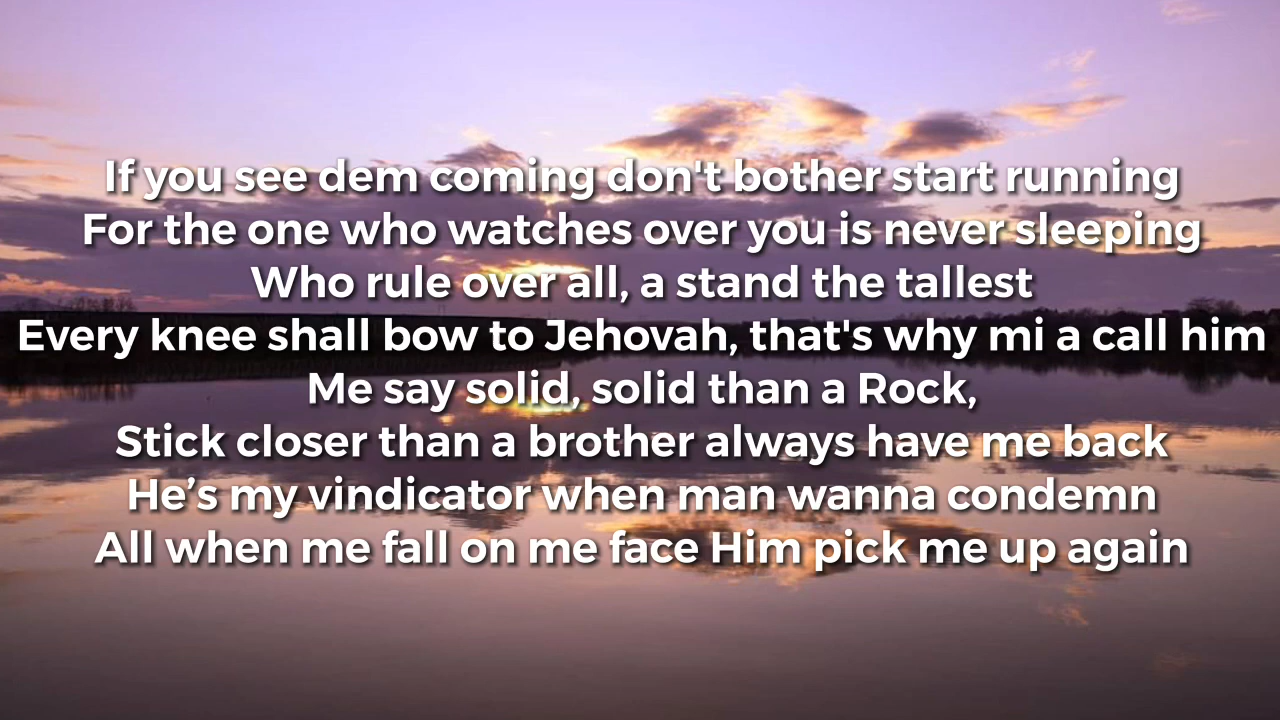 If you see dem coming don't bother start running
For the one who watches over you is never sleeping
Who rule over all, a stand the tallest
Every knee shall bow to Jehovah, that's why mi a call him
Me say solid, solid than a Rock,
Stick closer than a brother always have me back
He’s my vindicator when man wanna condemn
All when me fall on me face Him pick me up again